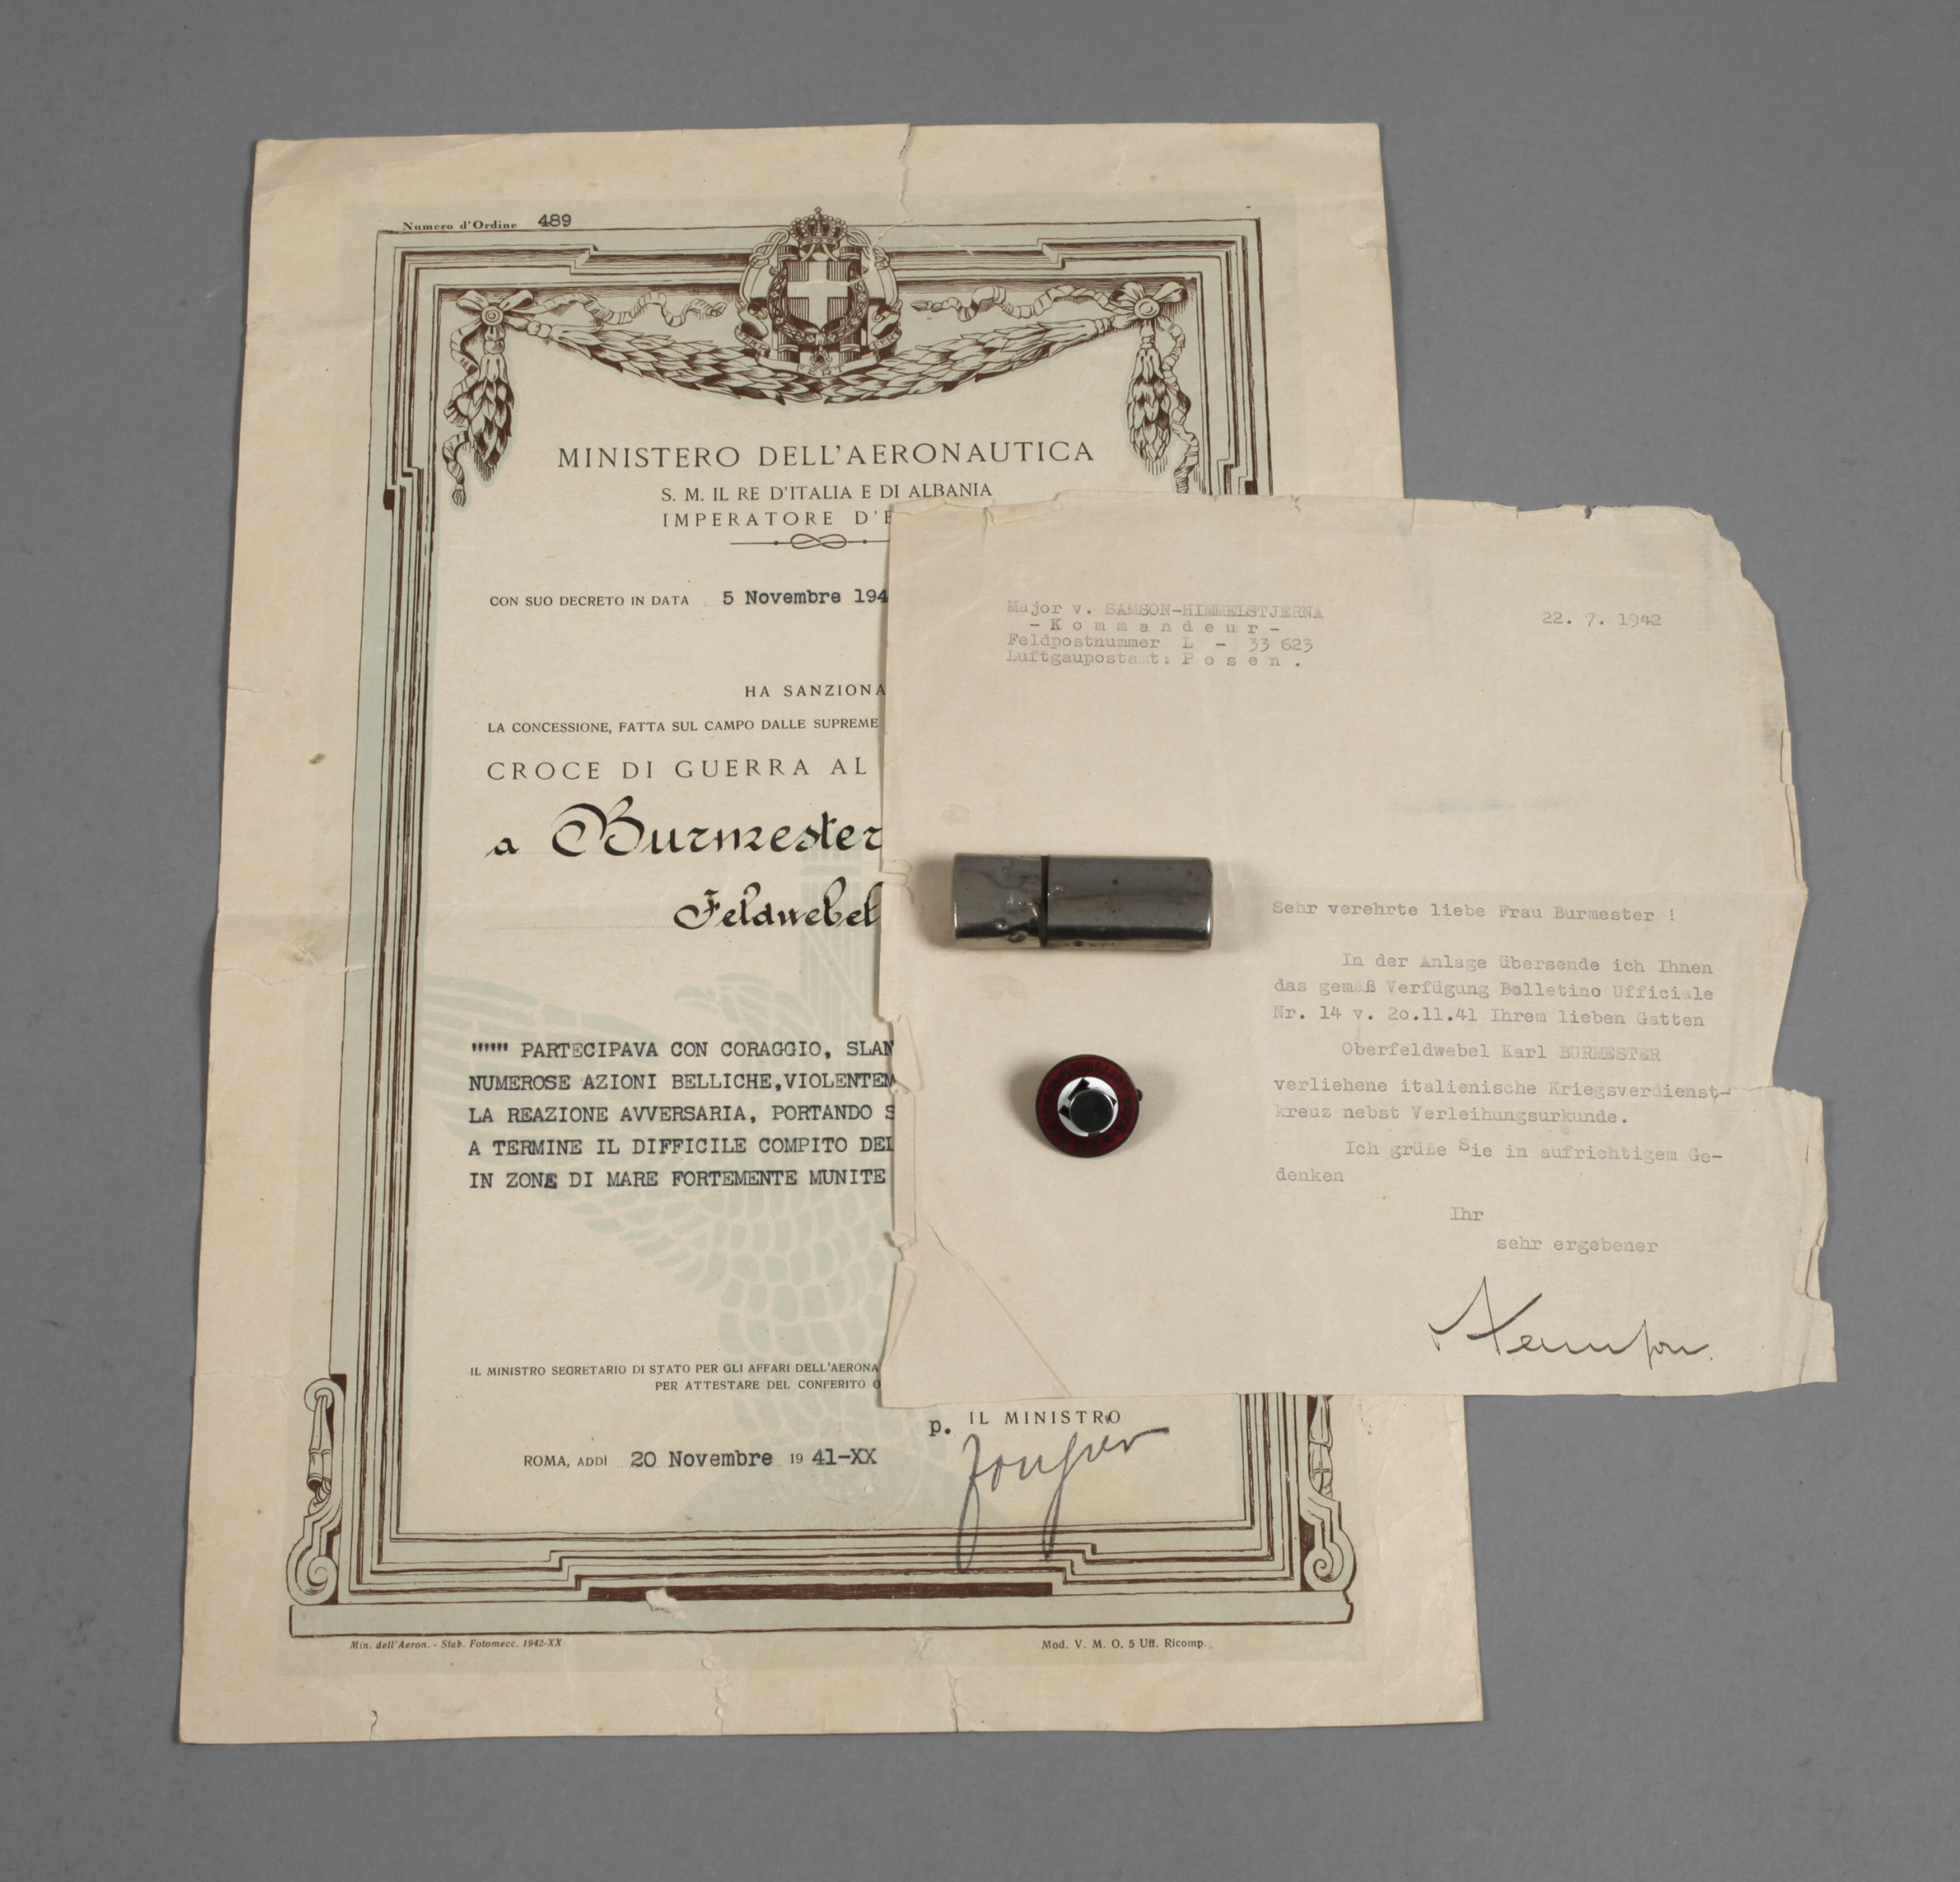 Numero d'Ordine 489
FERT
MINISTERO DELL'AERONAUTICA
S. M. IL RE D'ITALIA E DI ALBANIA
IMPERATORE D'E
CON SUO DECRETO IN DATA 5 Novembre 194
HA SANZIONA
LA CONCESSIONE, FATTA SUL CAMPO DALLE SUPREME
CROCE DI GUERRA AL
a Burmester
Feldwebel
"""" PARTECIPAVA CON CORAGGIO, SLAN
NUMEROSE AZIONI BELLICHE,VIOLENTEM
LA REAZIONE AVVERSARIA, PORTANDO S
A TERMINE IL DIFFICILE COMPITO DEL
IN ZONE DI MARE FORTEMENTE MUNITE
IL MINISTRO SEGRETARIO DI STATO PER GLI AFFARI DELL'AERONA
PER ATTESTARE DEL CONFERITO O
p. IL MINISTRO
ROMA, ADDÌ 20 Novembre 19 41-XX
Min. dell'Aeron. - Stab. Fotomecc. 1942-XX
Mod. V. M. O. 5 Uff. Ricomp.
Major v. SAMSON-HIMMELSTJERNA
- K o m m a n d e u r -
Feldpostnummer L - 33 623
Luftgaupostamt: P o s e n .
22. 7. 1942
Sehr verehrte liebe Frau Burmester !
In der Anlage übersende ich Ihnen
das gemäß Verfügung Bolletino Ufficiale
Nr. 14 v. 2o.11.41 Ihrem lieben Gatten
Oberfeldwebel Karl BURMESTER
verliehene italienische Kriegsverdienst-
kreuz nebst Verleihungsurkunde.
Ich grüße Sie in aufrichtigem Ge-
denken
Ihr
sehr ergebener